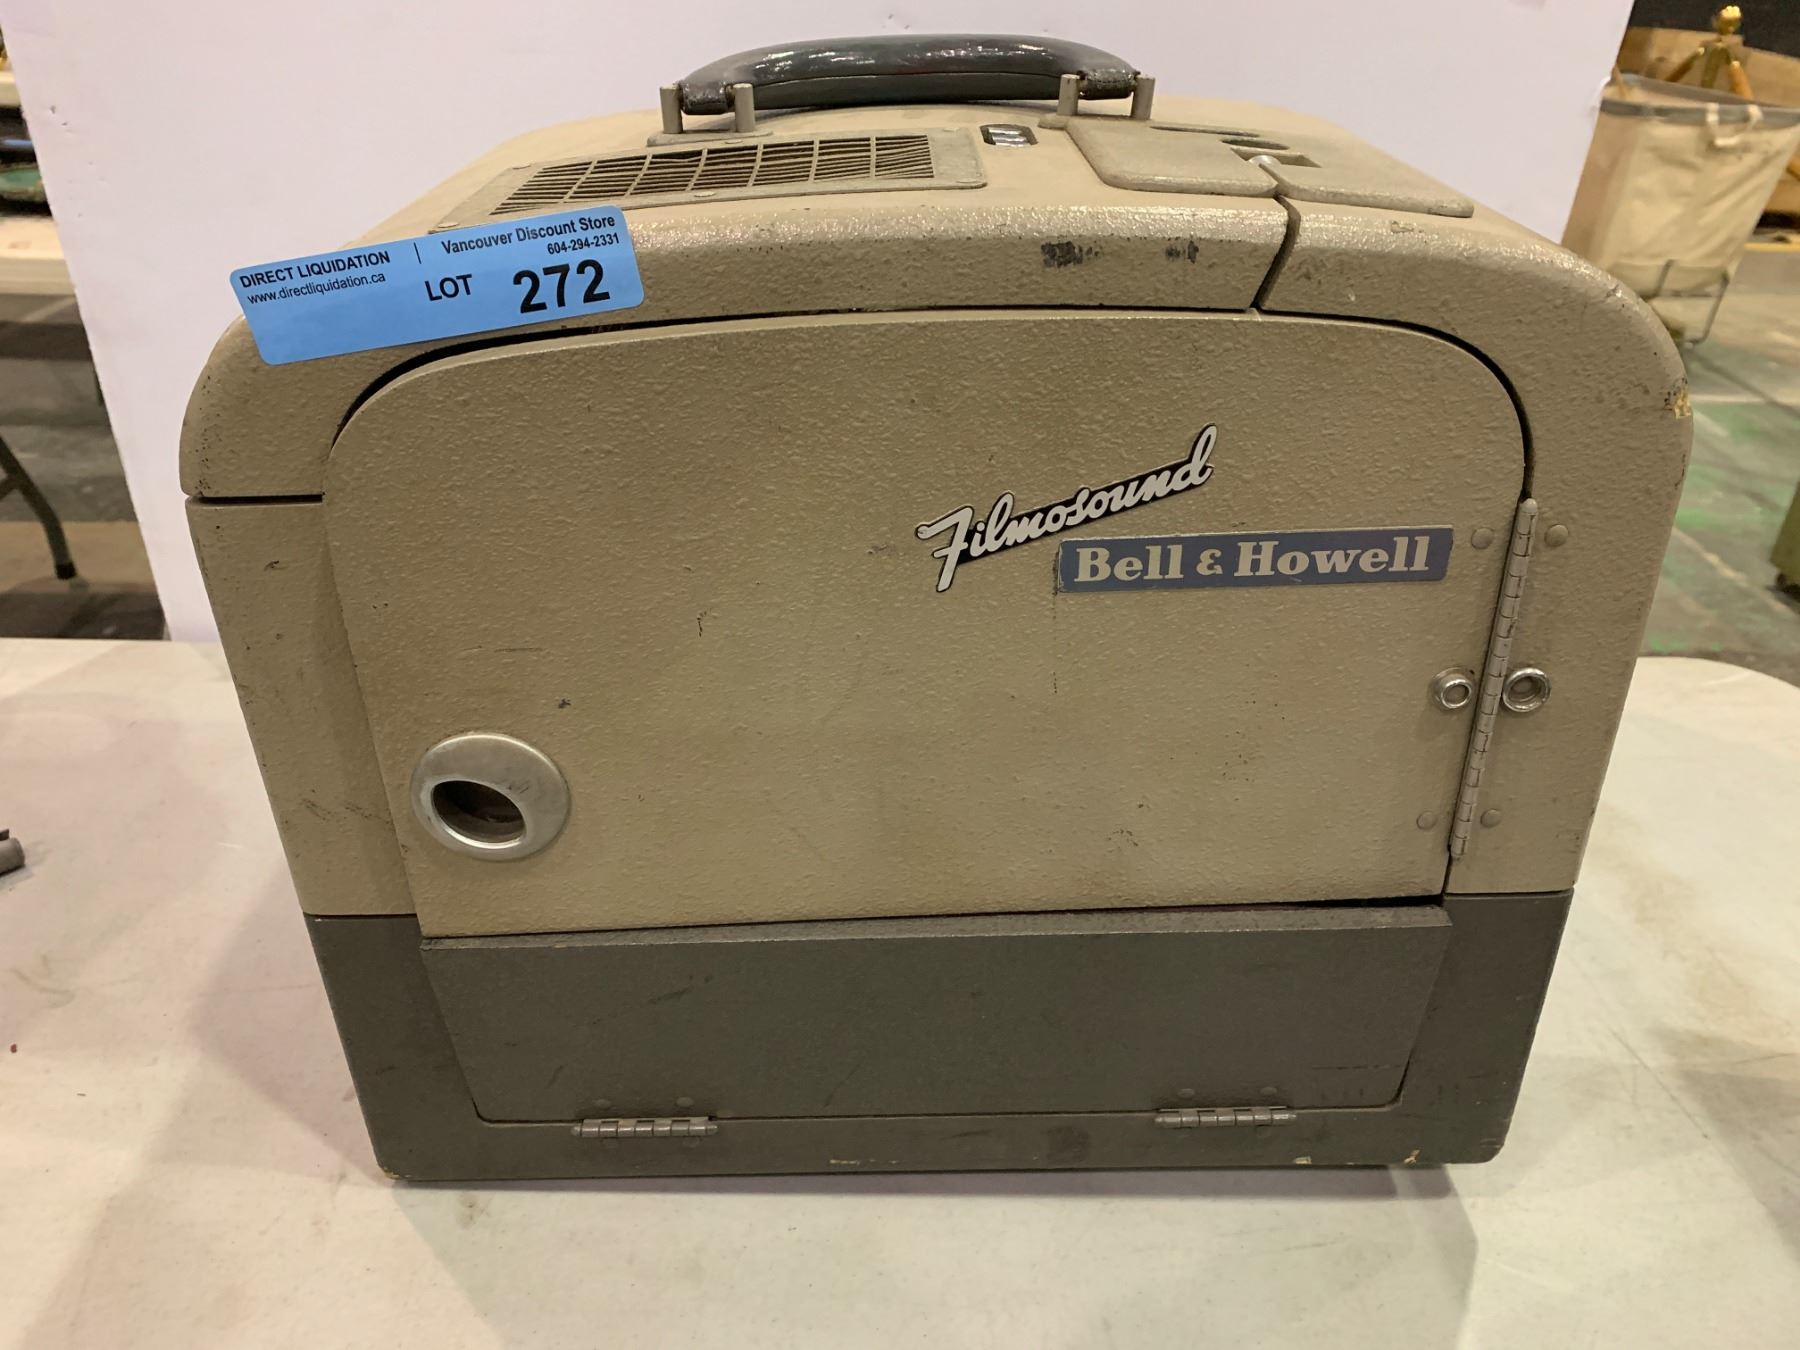 DIRECT LIQUIDATION | Vancouver Discount Store
www.directliquidation.ca 604-294-2331
LOT 272
Filmosound
Bell & Howell